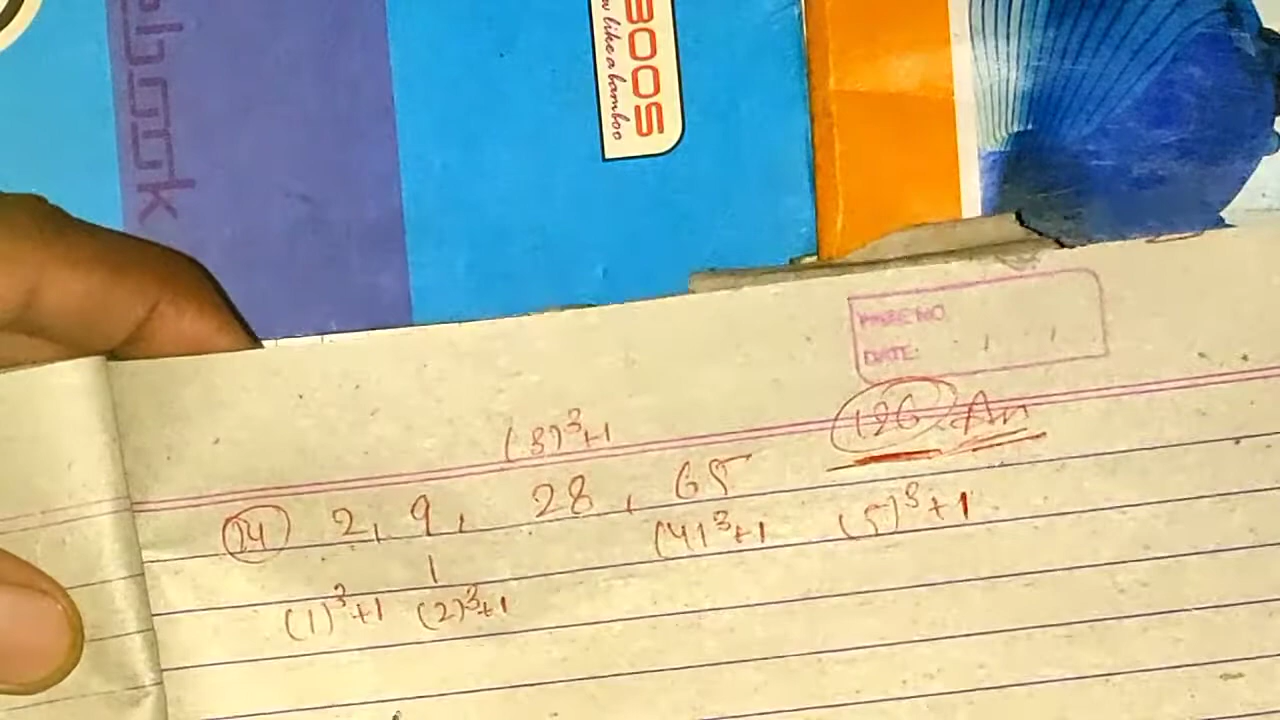 BOOS
w like a bamboo
PAGE NO.
DATE: / /
(3)³+1
(14) 2, 9, 28, 65 126 An
(1)³+1 (2)³+1 (4)³+1 (5)³+1